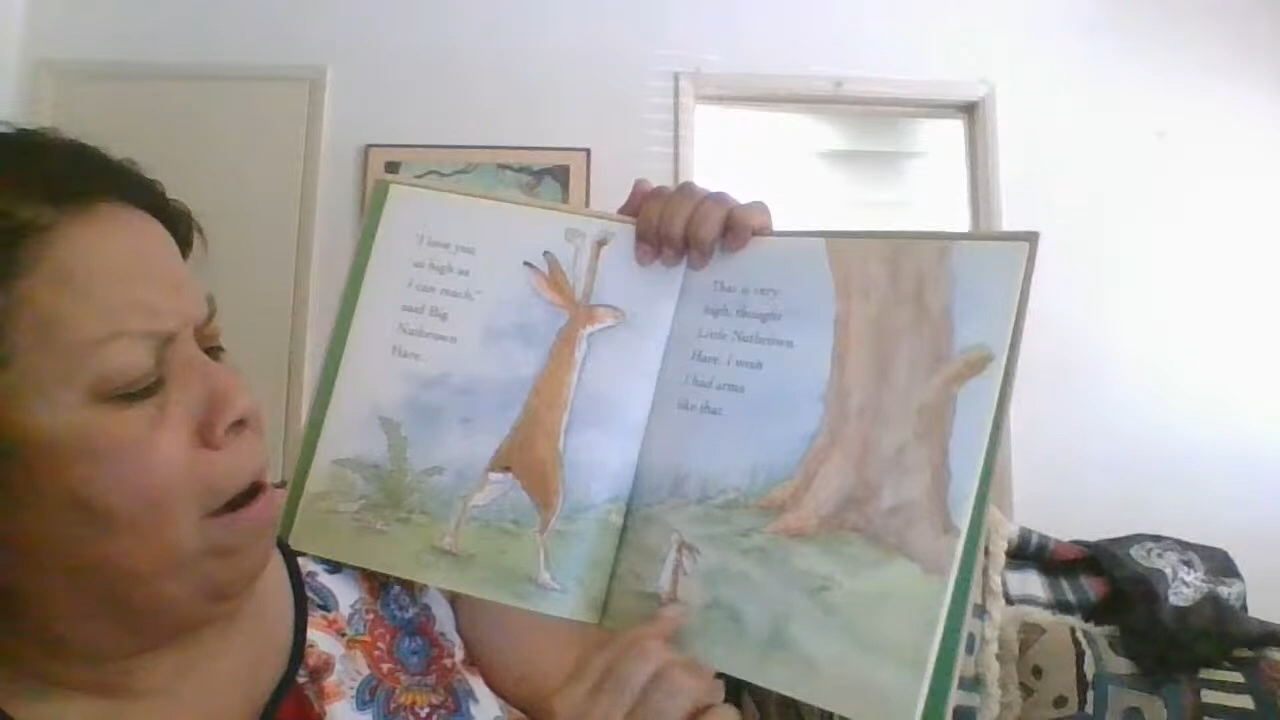 "I love you
as high as
I can reach,"
said Big
Nutbrown
Hare.
That is very
high, thought
Little Nutbrown
Hare. I wish
I had arms
like that.